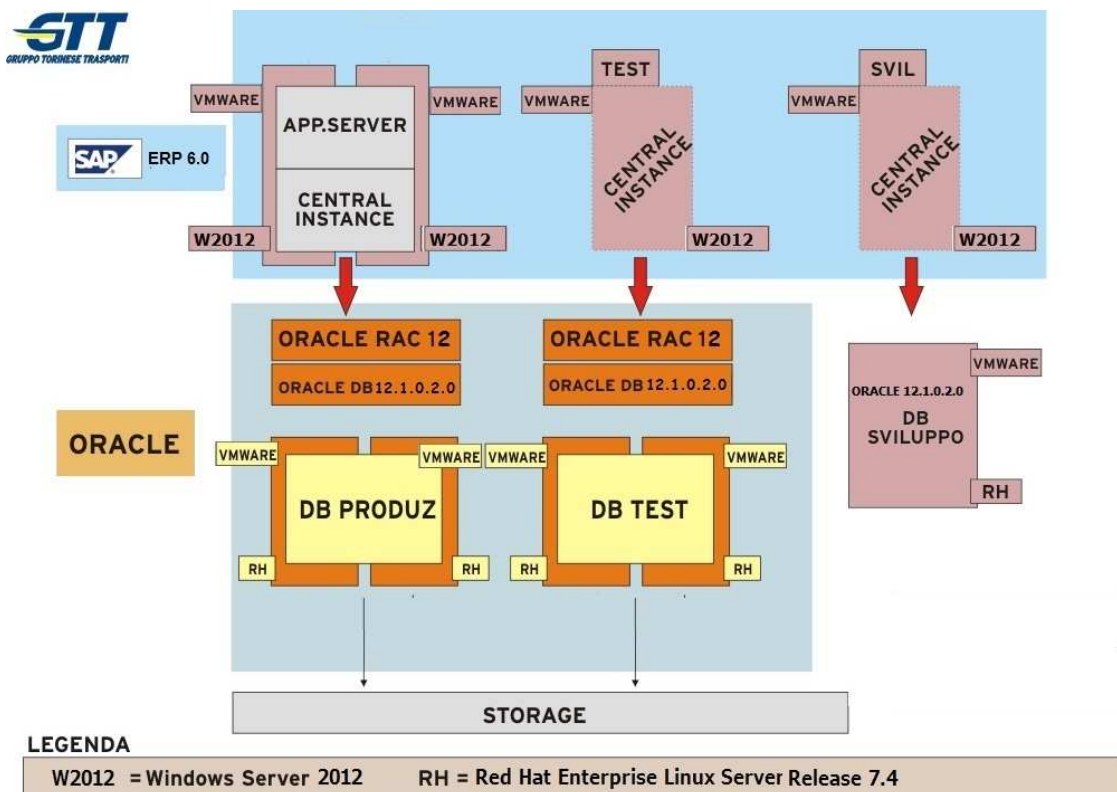 GTT
GRUPPO TORINESE TRASPORTI
TEST
SVIL
VMWARE
VMWARE
VMWARE
VMWARE
APP.SERVER
CENTRAL
INSTANCE
CENTRAL
INSTANCE
CENTRAL
INSTANCE
SAP
ERP 6.0
W2012
W2012
W2012
W2012
ORACLE RAC 12
ORACLE RAC 12
ORACLE DB 12.1.0.2.0
ORACLE DB 12.1.0.2.0
VMWARE
ORACLE 12.1.0.2.0
DB
SVILUPPO
RH
ORACLE
VMWARE
VMWARE
VMWARE
VMWARE
DB PRODUZ
DB TEST
RH
RH
RH
RH
STORAGE
LEGENDA
W2012 = Windows Server 2012 RH = Red Hat Enterprise Linux Server Release 7.4